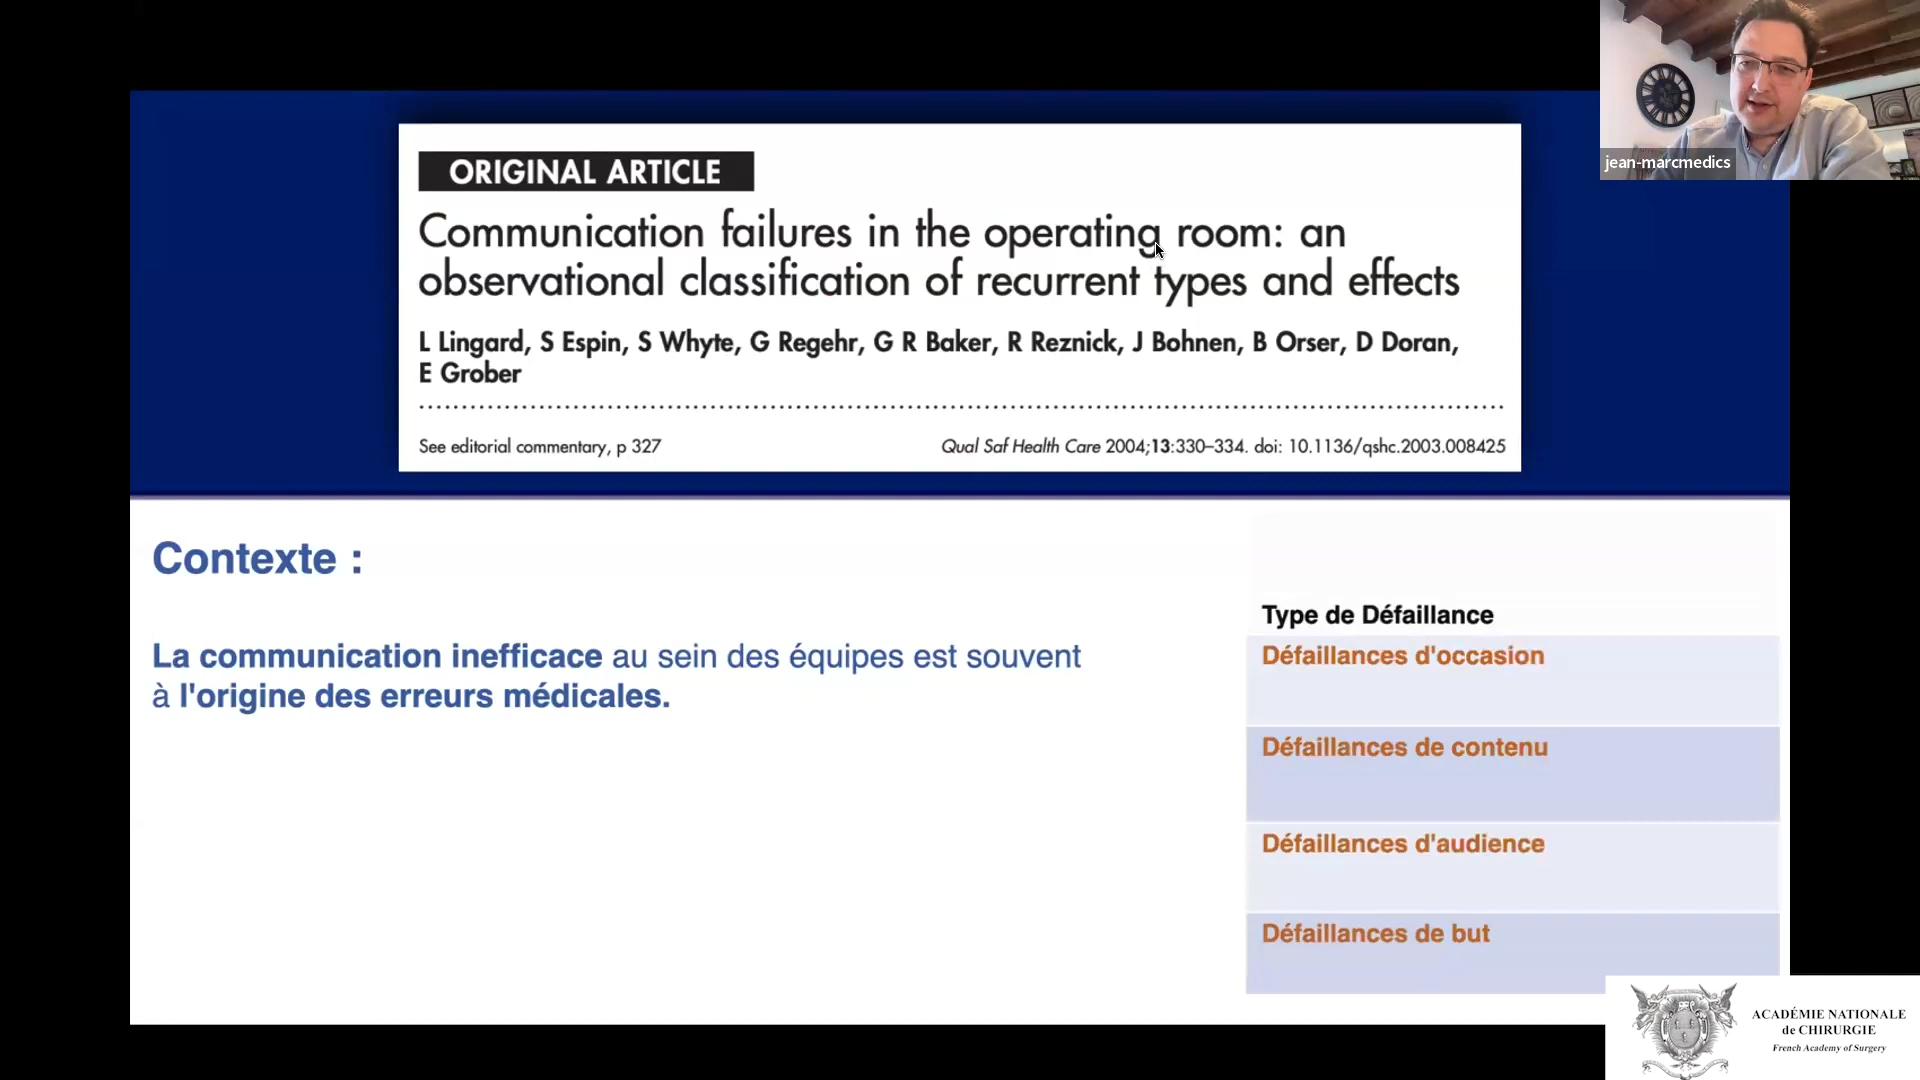 jean-marcmedics
ORIGINAL ARTICLE
Communication failures in the operating room: an
observational classification of recurrent types and effects
L Lingard, S Espin, S Whyte, G Regehr, G R Baker, R Reznick, J Bohnen, B Orser, D Doran,
E Grober
See editorial commentary, p 327
Qual Saf Health Care 2004;13:330–334. doi: 10.1136/qshc.2003.008425
Contexte :
La communication inefficace au sein des équipes est souvent
à l'origine des erreurs médicales.
Type de Défaillance
Défaillances d'occasion
Défaillances de contenu
Défaillances d'audience
Défaillances de but
ACADÉMIE NATIONALE
de CHIRURGIE
French Academy of Surgery